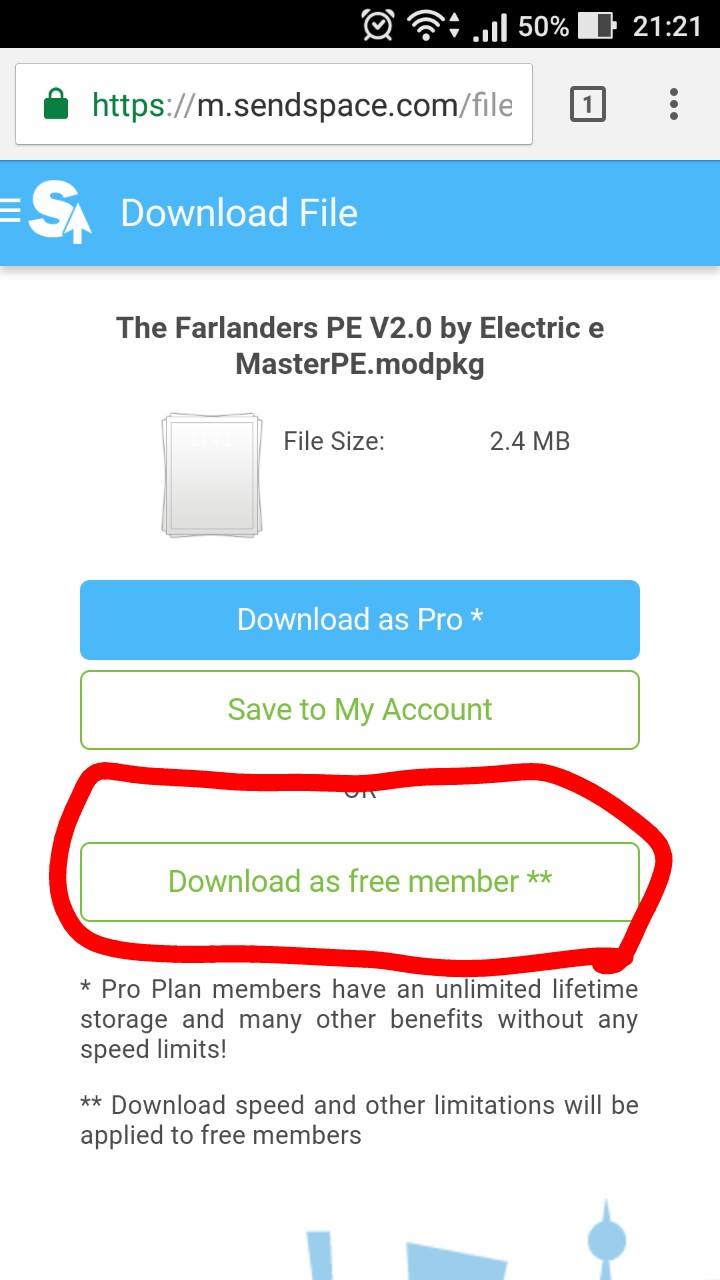 50% 21:21
https://m.sendspace.com/file
1
Download File
The Farlanders PE V2.0 by Electric e
MasterPE.modpkg
File Size: 2.4 MB
Download as Pro *
Save to My Account
OR
Download as free member **
* Pro Plan members have an unlimited lifetime
storage and many other benefits without any
speed limits!
** Download speed and other limitations will be
applied to free members